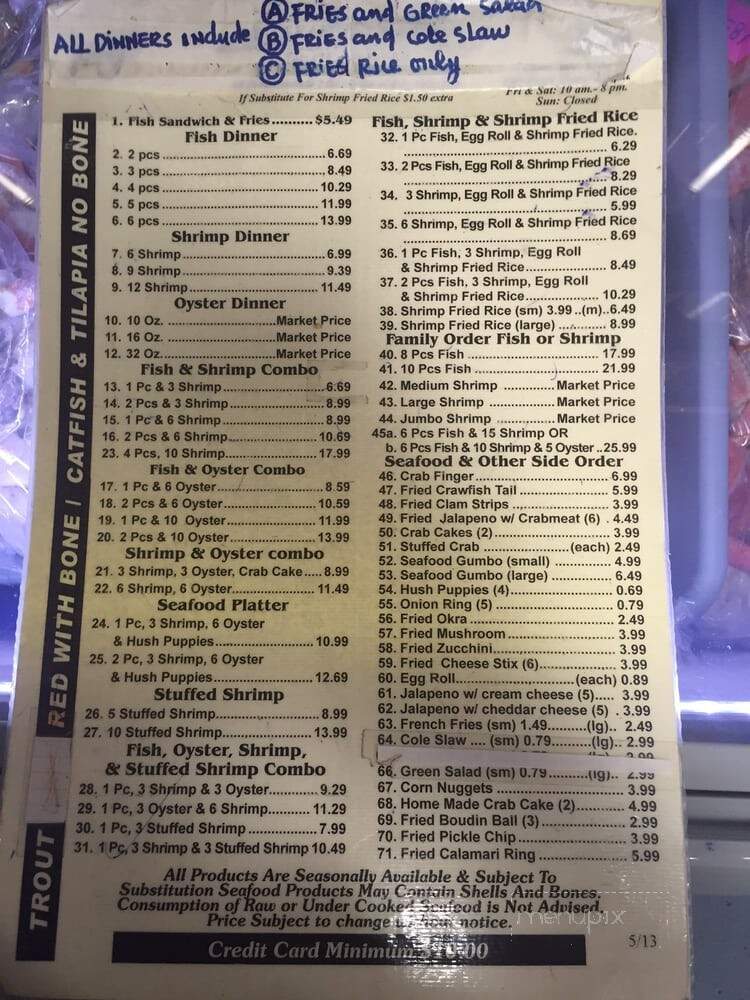 ALL DINNERS include
Ⓐ FRIES and GREEN Salad
Ⓑ FRIES and Cole Slaw
Ⓒ FRIED Rice only
If Substitute For Shrimp Fried Rice $1.50 extra
Fri & Sat: 10 am.- 8 pm.
Sun: Closed
RED WITH BONE | CATFISH & TILAPIA NO BONE
TROUT
1. Fish Sandwich & Fries.......... $5.49
Fish Dinner
2. 2 pcs ....................................... 6.69
3. 3 pcs ....................................... 8.49
4. 4 pcs ..................................... 10.29
5. 5 pcs ..................................... 11.99
6. 6 pcs ..................................... 13.99
Shrimp Dinner
7. 6 Shrimp.................................. 6.99
8. 9 Shrimp.................................. 9.39
9. 12 Shrimp.............................. 11.49
Oyster Dinner
10. 10 Oz. ..........................Market Price
11. 16 Oz. ..........................Market Price
12. 32 Oz............................Market Price
Fish & Shrimp Combo
13. 1 Pc & 3 Shrimp.........................6.69
14. 2 Pcs & 3 Shrimp.......................8.99
15. 1 Pc & 6 Shrimp.........................8.99
16. 2 Pcs & 6 Shrimp..................... 10.69
23. 4 Pcs, 10 Shrimp.....................17.99
Fish & Oyster Combo
17. 1 Pc & 6 Oyster.......................... 8.59
18. 2 Pcs & 6 Oyster...................... 10.59
19. 1 Pc & 10 Oyster...................... 11.99
20. 2 Pcs & 10 Oyster.................... 13.99
Shrimp & Oyster combo
21. 3 Shrimp, 3 Oyster, Crab Cake..... 8.99
22. 6 Shrimp, 6 Oyster.................... 11.49
Seafood Platter
24. 1 Pc, 3 Shrimp, 6 Oyster
& Hush Puppies........................ 10.99
25. 2 Pc, 3 Shrimp, 6 Oyster
& Hush Puppies........................ 12.69
Stuffed Shrimp
26. 5 Stuffed Shrimp......................... 8.99
27. 10 Stuffed Shrimp..................... 13.99
Fish, Oyster, Shrimp,
& Stuffed Shrimp Combo
28. 1 Pc, 3 Shrimp & 3 Oyster........... 9.29
29. 1 Pc, 3 Oyster & 6 Shrimp.......... 11.29
30. 1 Pc, 3 Stuffed Shrimp ................ 7.99
31. 1 Pc, 3 Shrimp & 3 Stuffed Shrimp 10.49
Fish, Shrimp & Shrimp Fried Rice
32. 1 Pc Fish, Egg Roll & Shrimp Fried Rice.
................................................. 6.29
33. 2 Pcs Fish, Egg Roll & Shrimp Fried Rice
................................................. 8.29
34. 3 Shrimp, Egg Roll & Shrimp Fried Rice
................................................. 5.99
35. 6 Shrimp, Egg Roll & Shrimp Fried Rice
................................................. 8.69
36. 1 Pc Fish, 3 Shrimp, Egg Roll
& Shrimp Fried Rice.................... 8.49
37. 2 Pcs Fish, 3 Shrimp, Egg Roll
& Shrimp Fried Rice.................. 10.29
38. Shrimp Fried Rice (sm) 3.99 ..(m)..6.49
39. Shrimp Fried Rice (large) ............ 8.99
Family Order Fish or Shrimp
40. 8 Pcs Fish ................................ 17.99
41. 10 Pcs Fish .............................. 21.99
42. Medium Shrimp .............Market Price
43. Large Shrimp .................Market Price
44. Jumbo Shrimp ...............Market Price
45a. 6 Pcs Fish & 15 Shrimp OR
b. 6 Pcs Fish & 10 Shrimp & 5 Oyster ..25.99
Seafood & Other Side Order
46. Crab Finger................................. 6.99
47. Fried Crawfish Tail ...................... 5.99
48. Fried Clam Strips ........................ 3.99
49. Fried Jalapeno w/ Crabmeat (6) . 4.49
50. Crab Cakes (2)............................ 3.99
51. Stuffed Crab ....................(each) 2.49
52. Seafood Gumbo (small) .............. 4.99
53. Seafood Gumbo (large) .............. 6.49
54. Hush Puppies (4)......................... 0.69
55. Onion Ring (5) ............................ 0.79
56. Fried Okra ................................... 2.49
57. Fried Mushroom .......................... 3.99
58. Fried Zucchini.............................. 3.99
59. Fried Cheese Stix (6)................... 3.99
60. Egg Roll............................(each) 0.89
61. Jalapeno w/ cream cheese (5)..... 3.99
62. Jalapeno w/ cheddar cheese (5) . 3.99
63. French Fries (sm) 1.49..........(lg).. 2.49
64. Cole Slaw .... (sm) 0.79..........(lg).. 2.99
66. Green Salad (sm) 0.79..........(lg).. 2.99
67. Corn Nuggets .............................. 3.99
68. Home Made Crab Cake (2)........... 4.99
69. Fried Boudin Ball (3).................... 2.99
70. Fried Pickle Chip......................... 3.99
71. Fried Calamari Ring ..................... 5.99
All Products Are Seasonally Available & Subject To
Substitution Seafood Products May Contain Shells And Bones.
Consumption of Raw or Under Cooked Seafood is Not Advised.
Price Subject to change without notice.
Credit Card Minimum $10.00
5/13
menupix